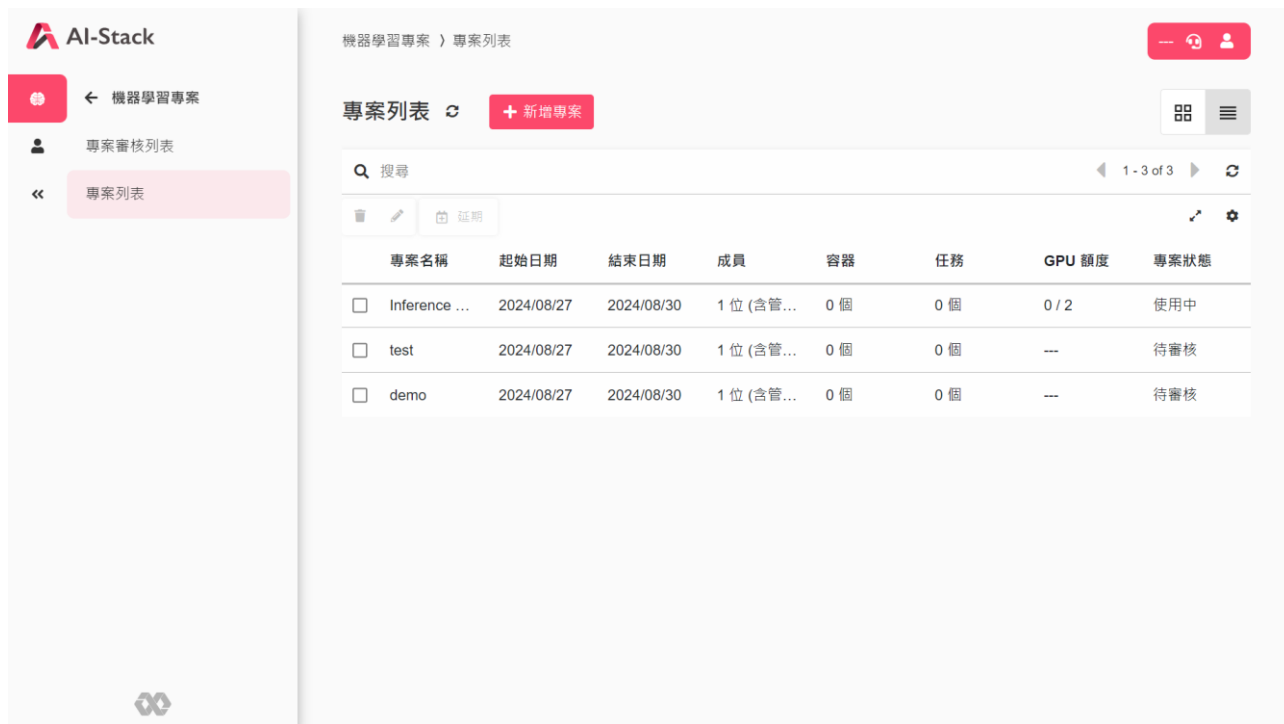 AI-Stack
機器學習專案 〉專案列表
---
機器學習專案
專案審核列表
專案列表
專案列表 新增專案
搜尋 1 - 3 of 3
延期
專案名稱 起始日期 結束日期 成員 容器 任務 GPU 額度 專案狀態
Inference ... 2024/08/27 2024/08/30 1 位 (含管... 0 個 0 個 0 / 2 使用中
test 2024/08/27 2024/08/30 1 位 (含管... 0 個 0 個 --- 待審核
demo 2024/08/27 2024/08/30 1 位 (含管... 0 個 0 個 --- 待審核